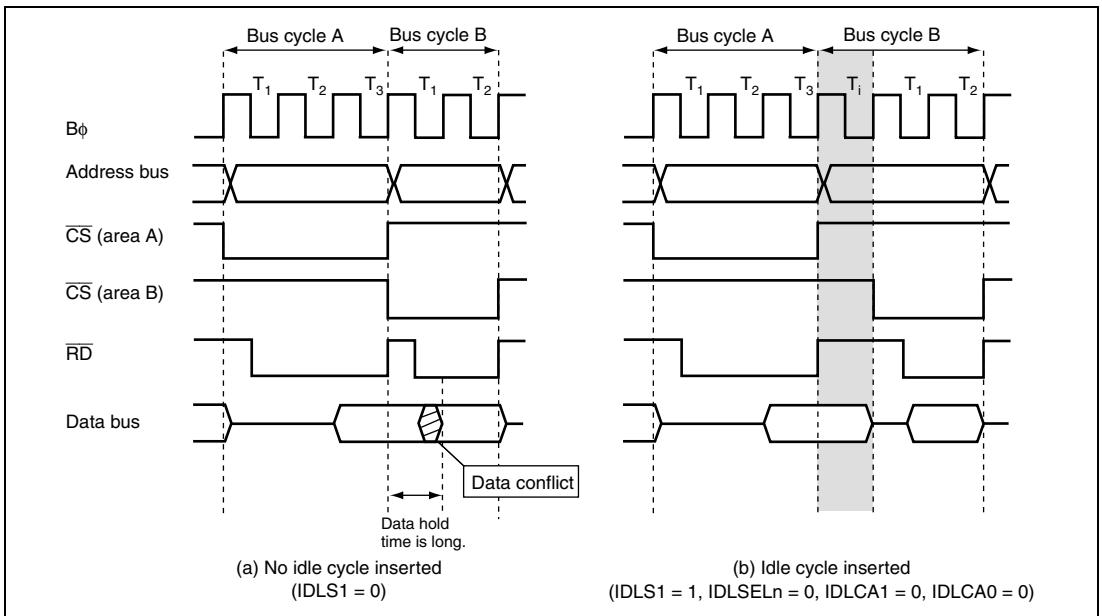 Bus cycle A Bus cycle B
T1 T2 T3 T1 T2
Bus cycle A Bus cycle B
T1 T2 T3 Ti T1 T2
Bϕ
Address bus
CS (area A)
CS (area B)
RD
Data bus
Data conflict
Data hold
time is long.
(a) No idle cycle inserted
(IDLS1 = 0)
(b) Idle cycle inserted
(IDLS1 = 1, IDLSELn = 0, IDLCA1 = 0, IDLCA0 = 0)